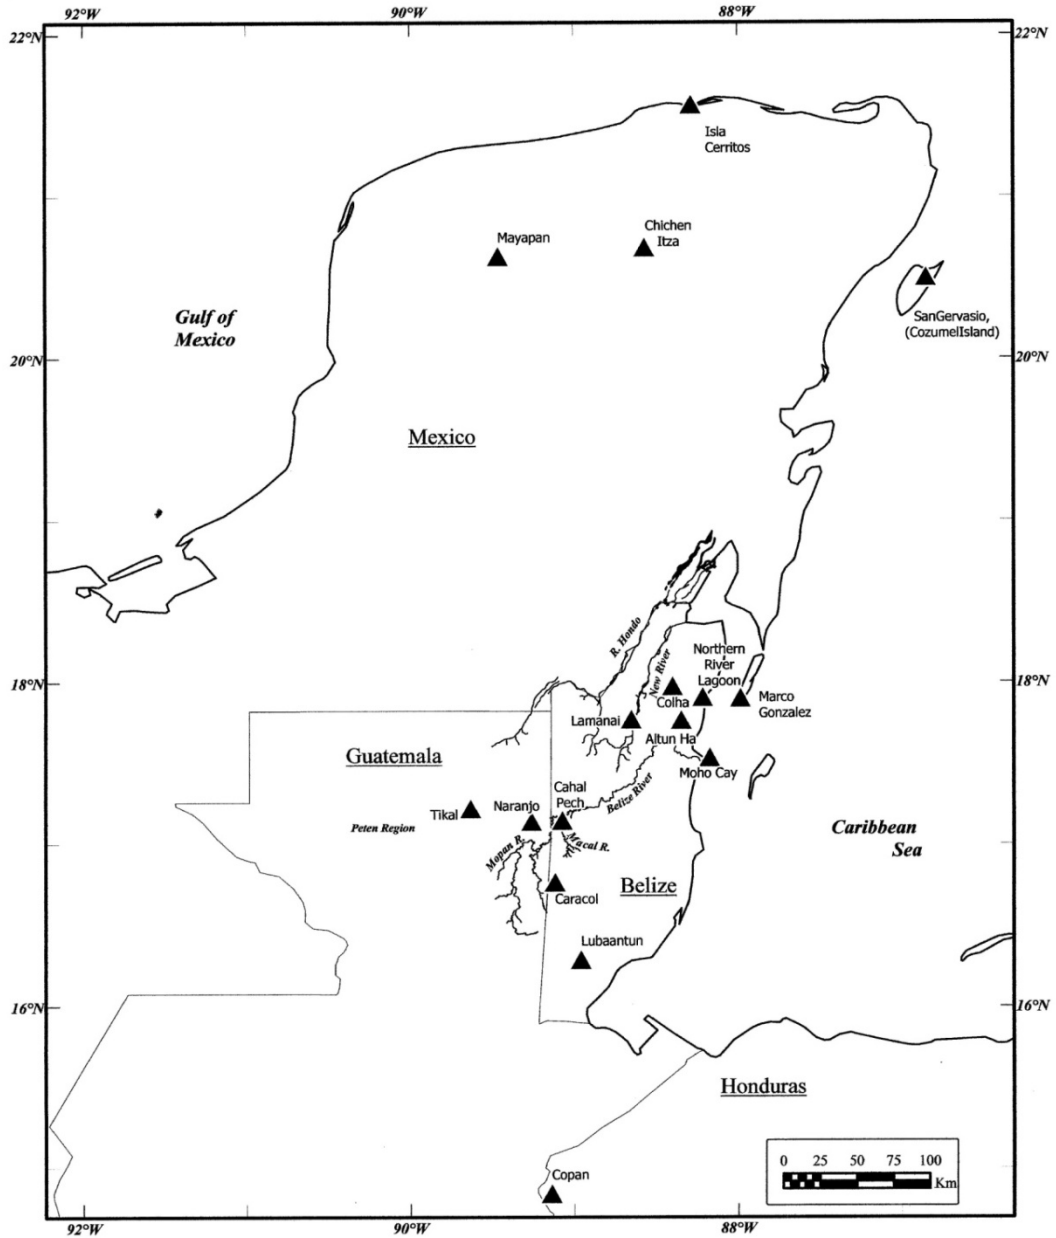 92°W
90°W
88°W
22°N
22°N
Isla
Cerritos
Chichen
Itza
Mayapan
Gulf of
Mexico
SanGervasio,
(CozumelIsland)
20°N
20°N
Mexico
R. Hondo
New River
Northern
River
Lagoon
18°N
18°N
Colha
Marco
Gonzalez
Lamanai
Altun Ha
Guatemala
Moho Cay
Cahal
Pech
Belize River
Naranjo
Tikal
Peten Region
Mopan R.
Macal R.
Caribbean
Sea
Belize
Caracol
Lubaantun
16°N
16°N
Honduras
0 25 50 75 100
Km
Copan
92°W
90°W
88°W